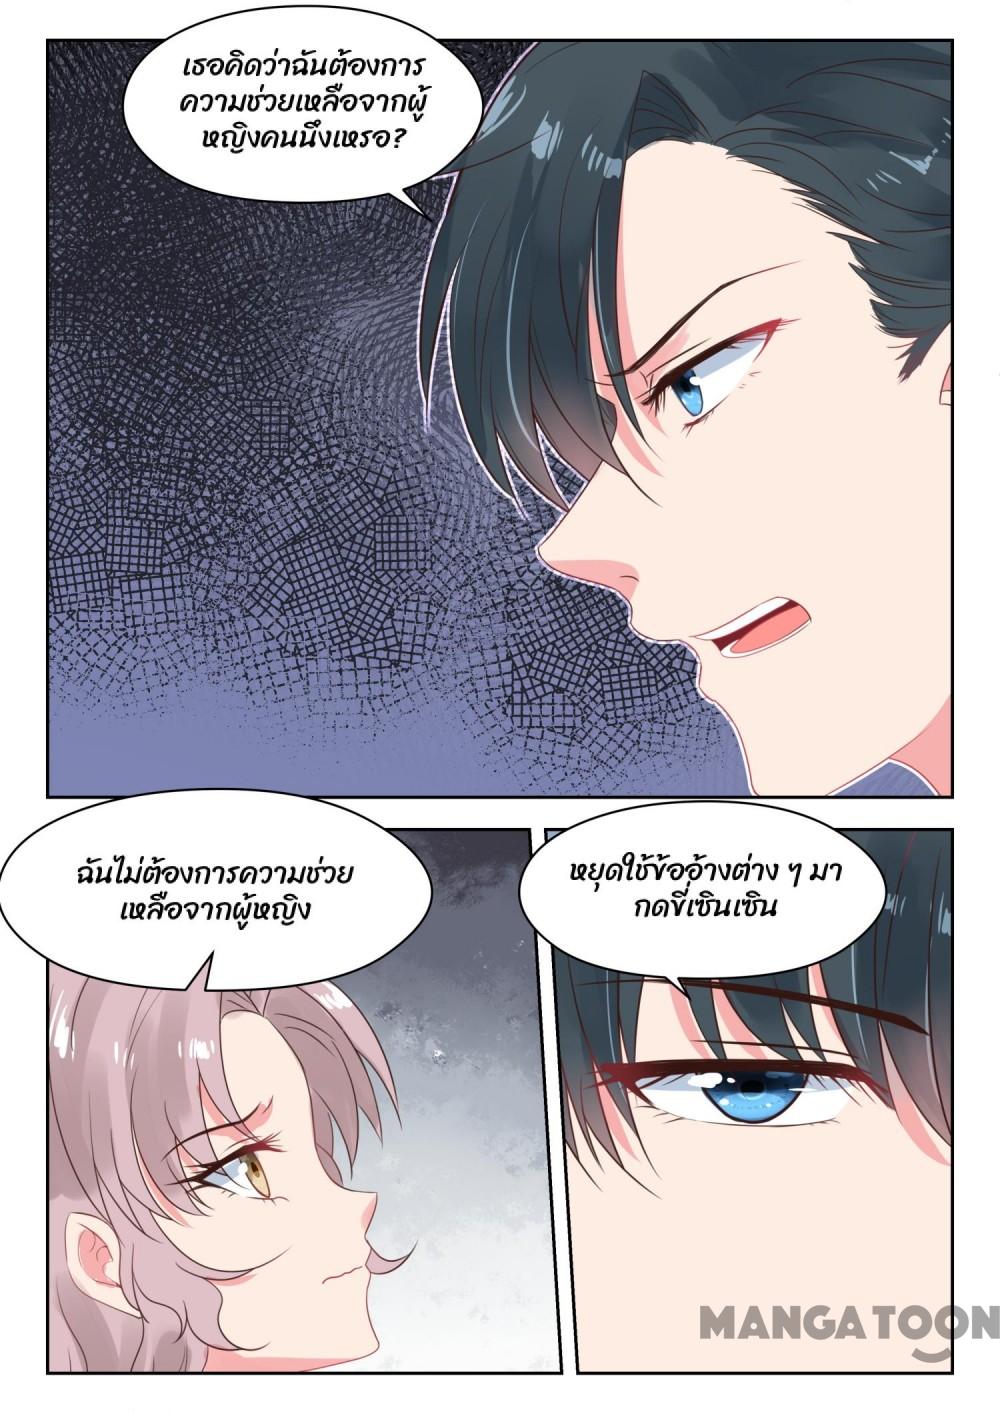 เธอคิดว่าฉันต้องการ
ความช่วยเหลือจากผู้
หญิงคนนึงเหรอ?
ฉันไม่ต้องการความช่วย
เหลือจากผู้หญิง
หยุดใช้ข้ออ้างต่าง ๆ มา
กดขี่เซินเซิน
MANGATOON